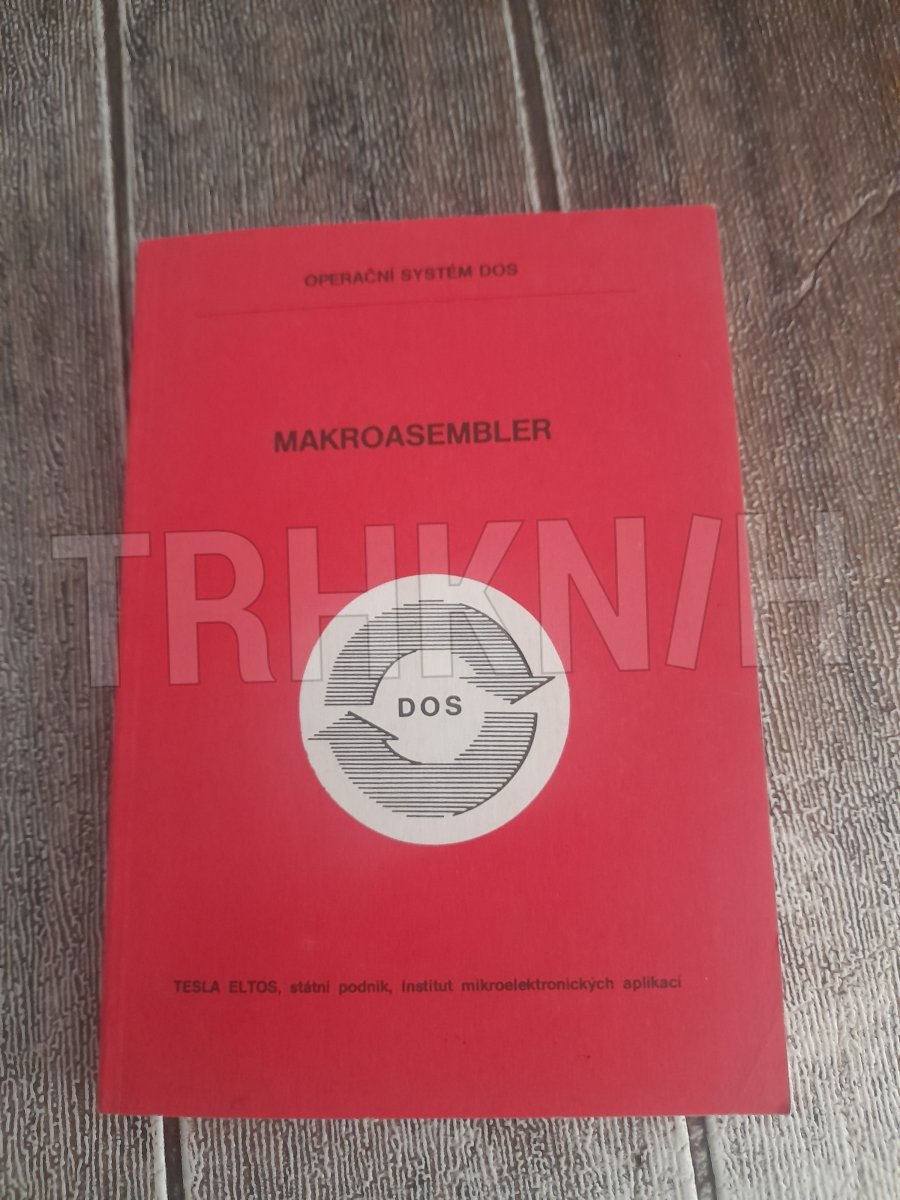 OPERAČNÍ SYSTÉM DOS
MAKROASEMBLER
TRHKNIH
DOS
TESLA ELTOS, státní podnik, Institut mikroelektronických aplikací